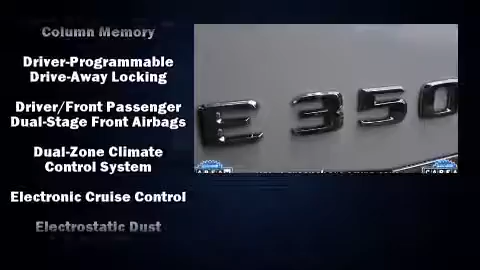 Column Memory
Driver-Programmable
Drive-Away Locking
Driver/Front Passenger
Dual-Stage Front Airbags
Dual-Zone Climate
Control System
Electronic Cruise Control
Electrostatic Dust
E 350